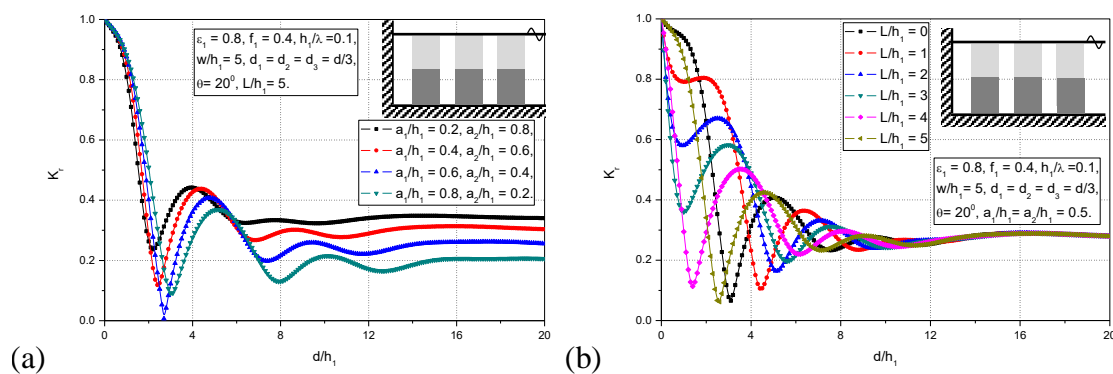 1.0
0.8
0.6
0.4
0.2
0.0
K_r
0 4 8 12 16 20
d/h₁
ε₁ = 0.8, f₁ = 0.4, h₁/λ =0.1,
w/h₁= 5, d₁ = d₂ = d₃ = d/3,
θ= 20⁰, L/h₁= 5.
a₁/h₁ = 0.2, a₂/h₁ = 0.8,
a₁/h₁ = 0.4, a₂/h₁ = 0.6,
a₁/h₁ = 0.6, a₂/h₁ = 0.4,
a₁/h₁ = 0.8, a₂/h₁ = 0.2.
(a)
1.0
0.8
0.6
0.4
0.2
0.0
K_r
0 4 8 12 16 20
d/h₁
L/h₁ = 0
L/h₁ = 1
L/h₁ = 2
L/h₁ = 3
L/h₁ = 4
L/h₁ = 5
ε₁ = 0.8, f₁ = 0.4, h₁/λ=0.1,
w/h₁= 5, d₁ = d₂ = d₃ = d/3,
θ= 20⁰, a₁/h₁= a₂/h₁ = 0.5.
(b)